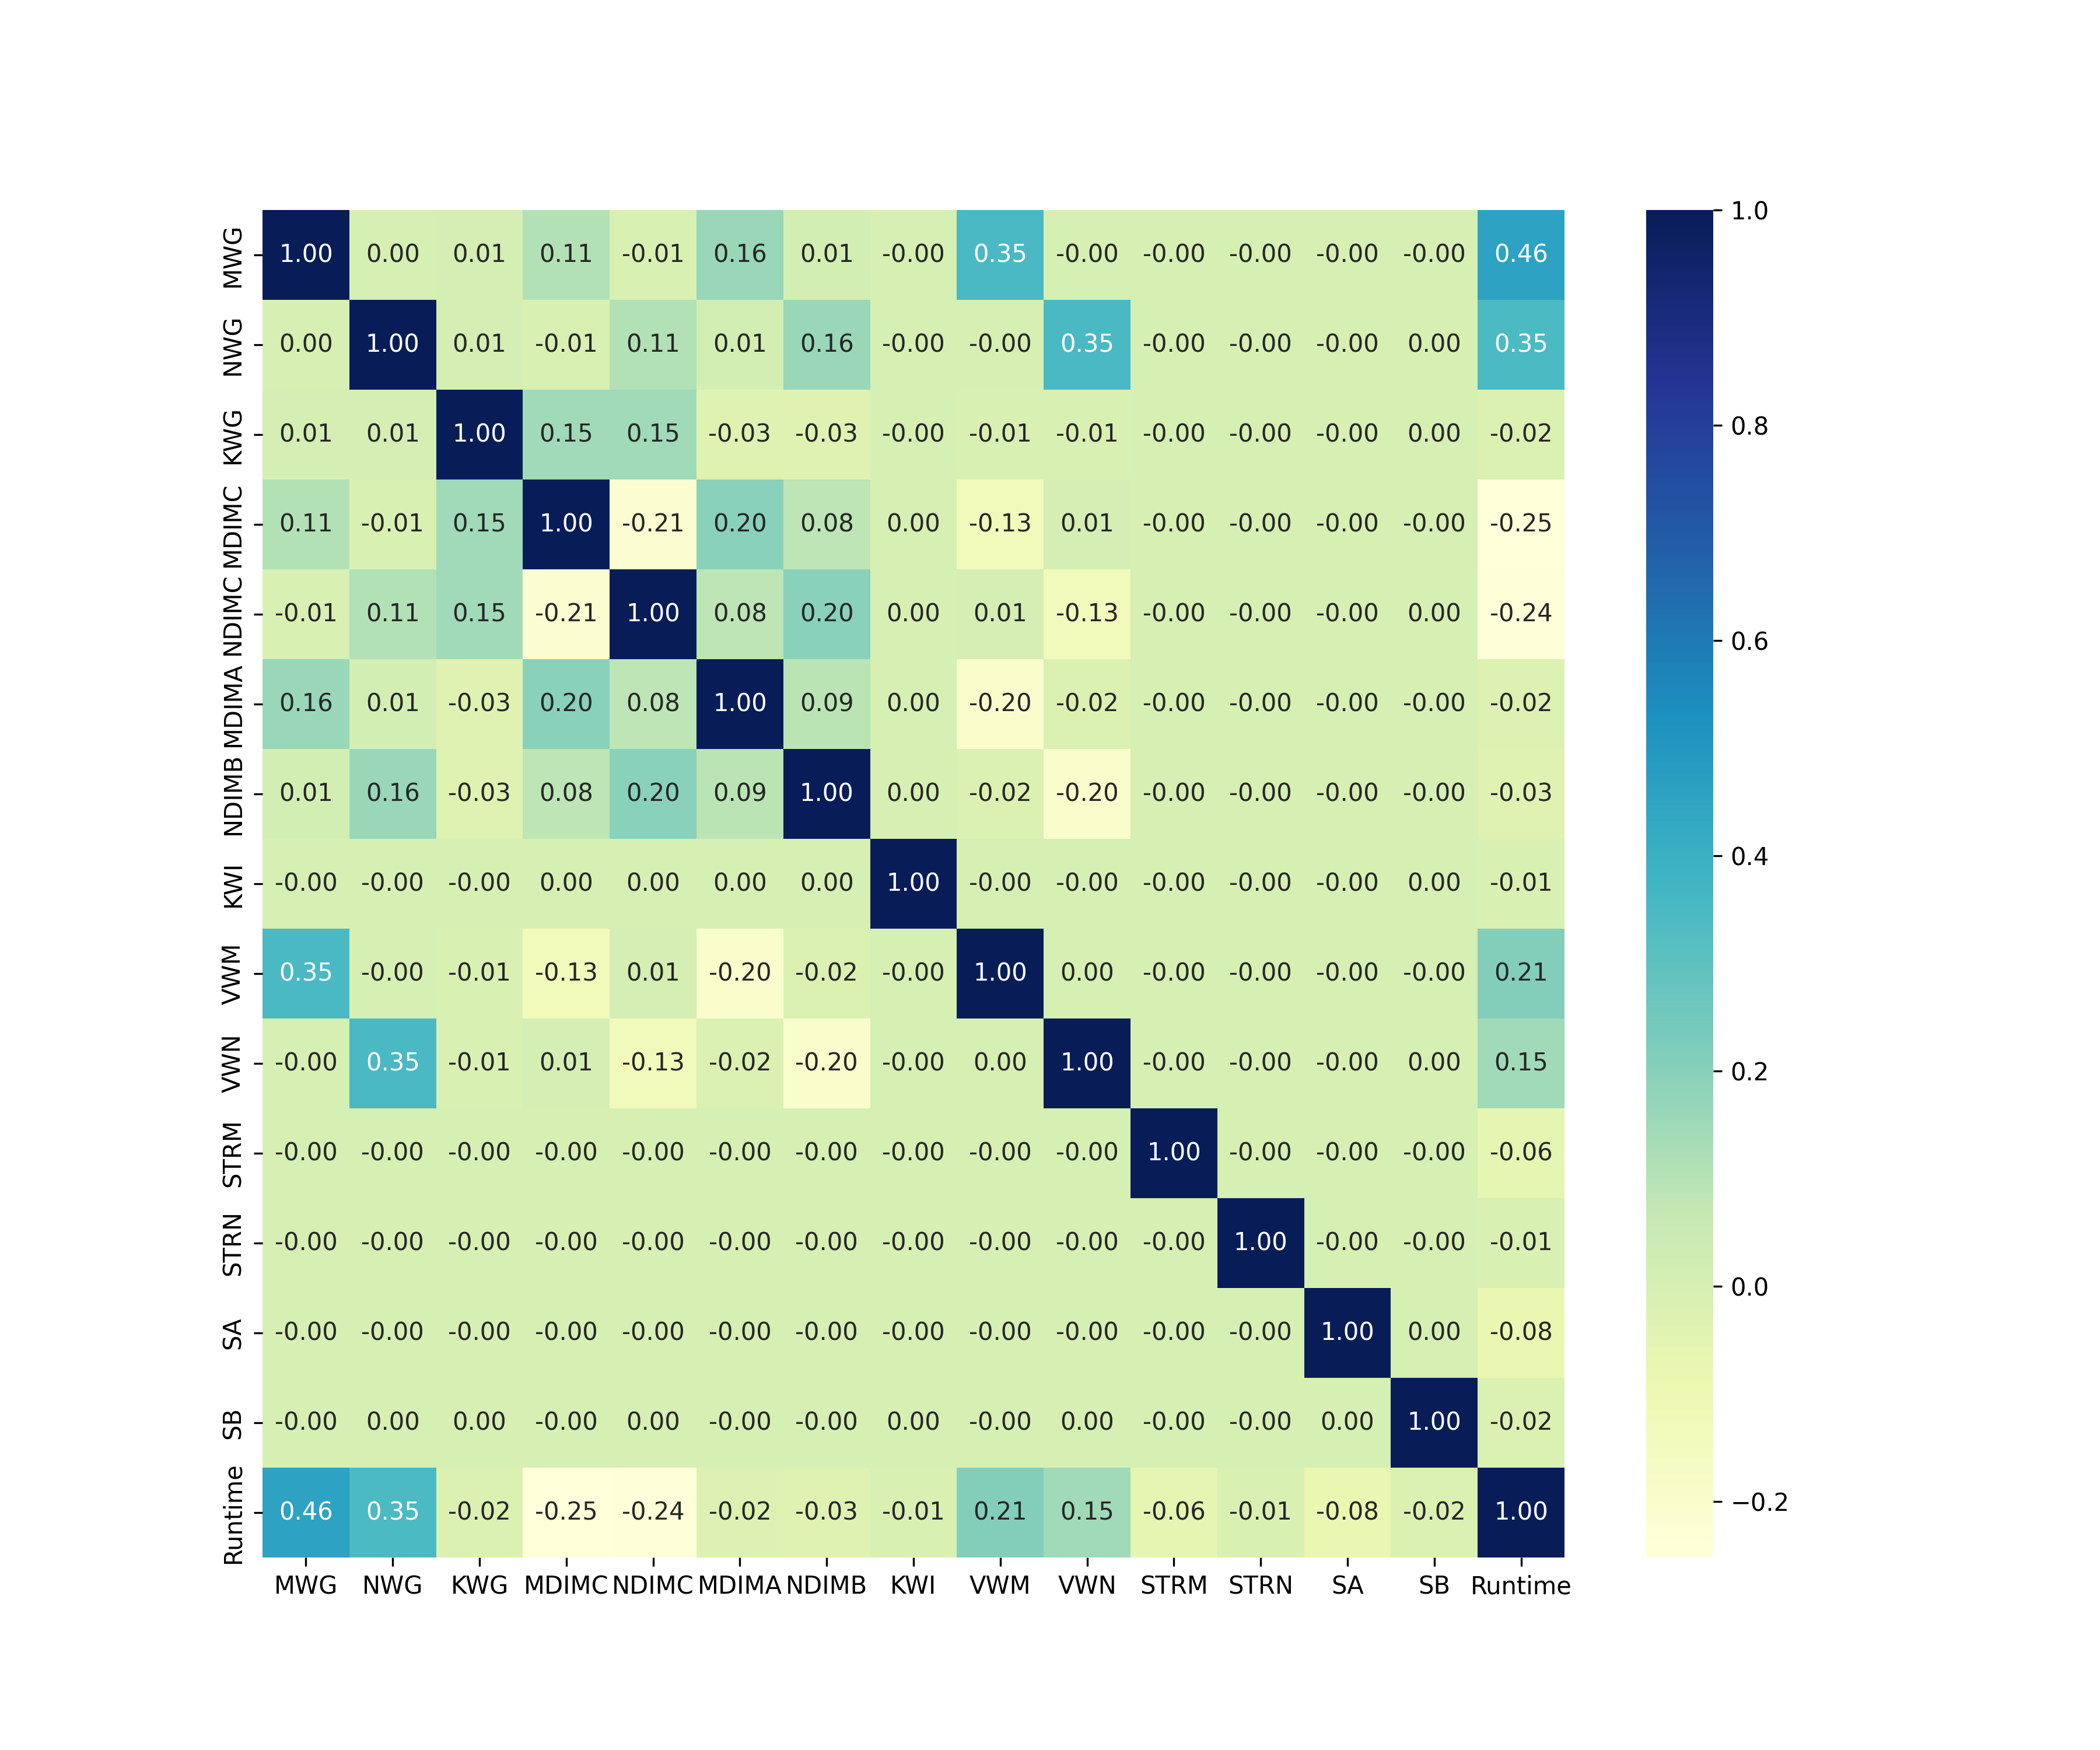 MWG 1.00 0.00 0.01 0.11 -0.01 0.16 0.01 -0.00 0.35 -0.00 -0.00 -0.00 -0.00 -0.00 0.46
NWG 0.00 1.00 0.01 -0.01 0.11 0.01 0.16 -0.00 -0.00 0.35 -0.00 -0.00 -0.00 0.00 0.35
KWG 0.01 0.01 1.00 0.15 0.15 -0.03 -0.03 -0.00 -0.01 -0.01 -0.00 -0.00 -0.00 0.00 -0.02
MDIMC 0.11 -0.01 0.15 1.00 -0.21 0.20 0.08 0.00 -0.13 0.01 -0.00 -0.00 -0.00 -0.00 -0.25
NDIMC -0.01 0.11 0.15 -0.21 1.00 0.08 0.20 0.00 0.01 -0.13 -0.00 -0.00 -0.00 0.00 -0.24
MDIMA 0.16 0.01 -0.03 0.20 0.08 1.00 0.09 0.00 -0.20 -0.02 -0.00 -0.00 -0.00 -0.00 -0.02
NDIMB 0.01 0.16 -0.03 0.08 0.20 0.09 1.00 0.00 -0.02 -0.20 -0.00 -0.00 -0.00 -0.00 -0.03
KWI -0.00 -0.00 -0.00 0.00 0.00 0.00 0.00 1.00 -0.00 -0.00 -0.00 -0.00 -0.00 0.00 -0.01
VWM 0.35 -0.00 -0.01 -0.13 0.01 -0.20 -0.02 -0.00 1.00 0.00 -0.00 -0.00 -0.00 -0.00 0.21
VWN -0.00 0.35 -0.01 0.01 -0.13 -0.02 -0.20 -0.00 0.00 1.00 -0.00 -0.00 -0.00 0.00 0.15
STRM -0.00 -0.00 -0.00 -0.00 -0.00 -0.00 -0.00 -0.00 -0.00 -0.00 1.00 -0.00 -0.00 -0.00 -0.06
STRN -0.00 -0.00 -0.00 -0.00 -0.00 -0.00 -0.00 -0.00 -0.00 -0.00 -0.00 1.00 -0.00 -0.00 -0.01
SA -0.00 -0.00 -0.00 -0.00 -0.00 -0.00 -0.00 -0.00 -0.00 -0.00 -0.00 -0.00 1.00 0.00 -0.08
SB -0.00 0.00 0.00 -0.00 0.00 -0.00 -0.00 0.00 -0.00 0.00 -0.00 -0.00 0.00 1.00 -0.02
Runtime 0.46 0.35 -0.02 -0.25 -0.24 -0.02 -0.03 -0.01 0.21 0.15 -0.06 -0.01 -0.08 -0.02 1.00
MWG NWG KWG MDIMC NDIMC MDIMA NDIMB KWI VWM VWN STRM STRN SA SB Runtime
1.0
0.8
0.6
0.4
0.2
0.0
−0.2